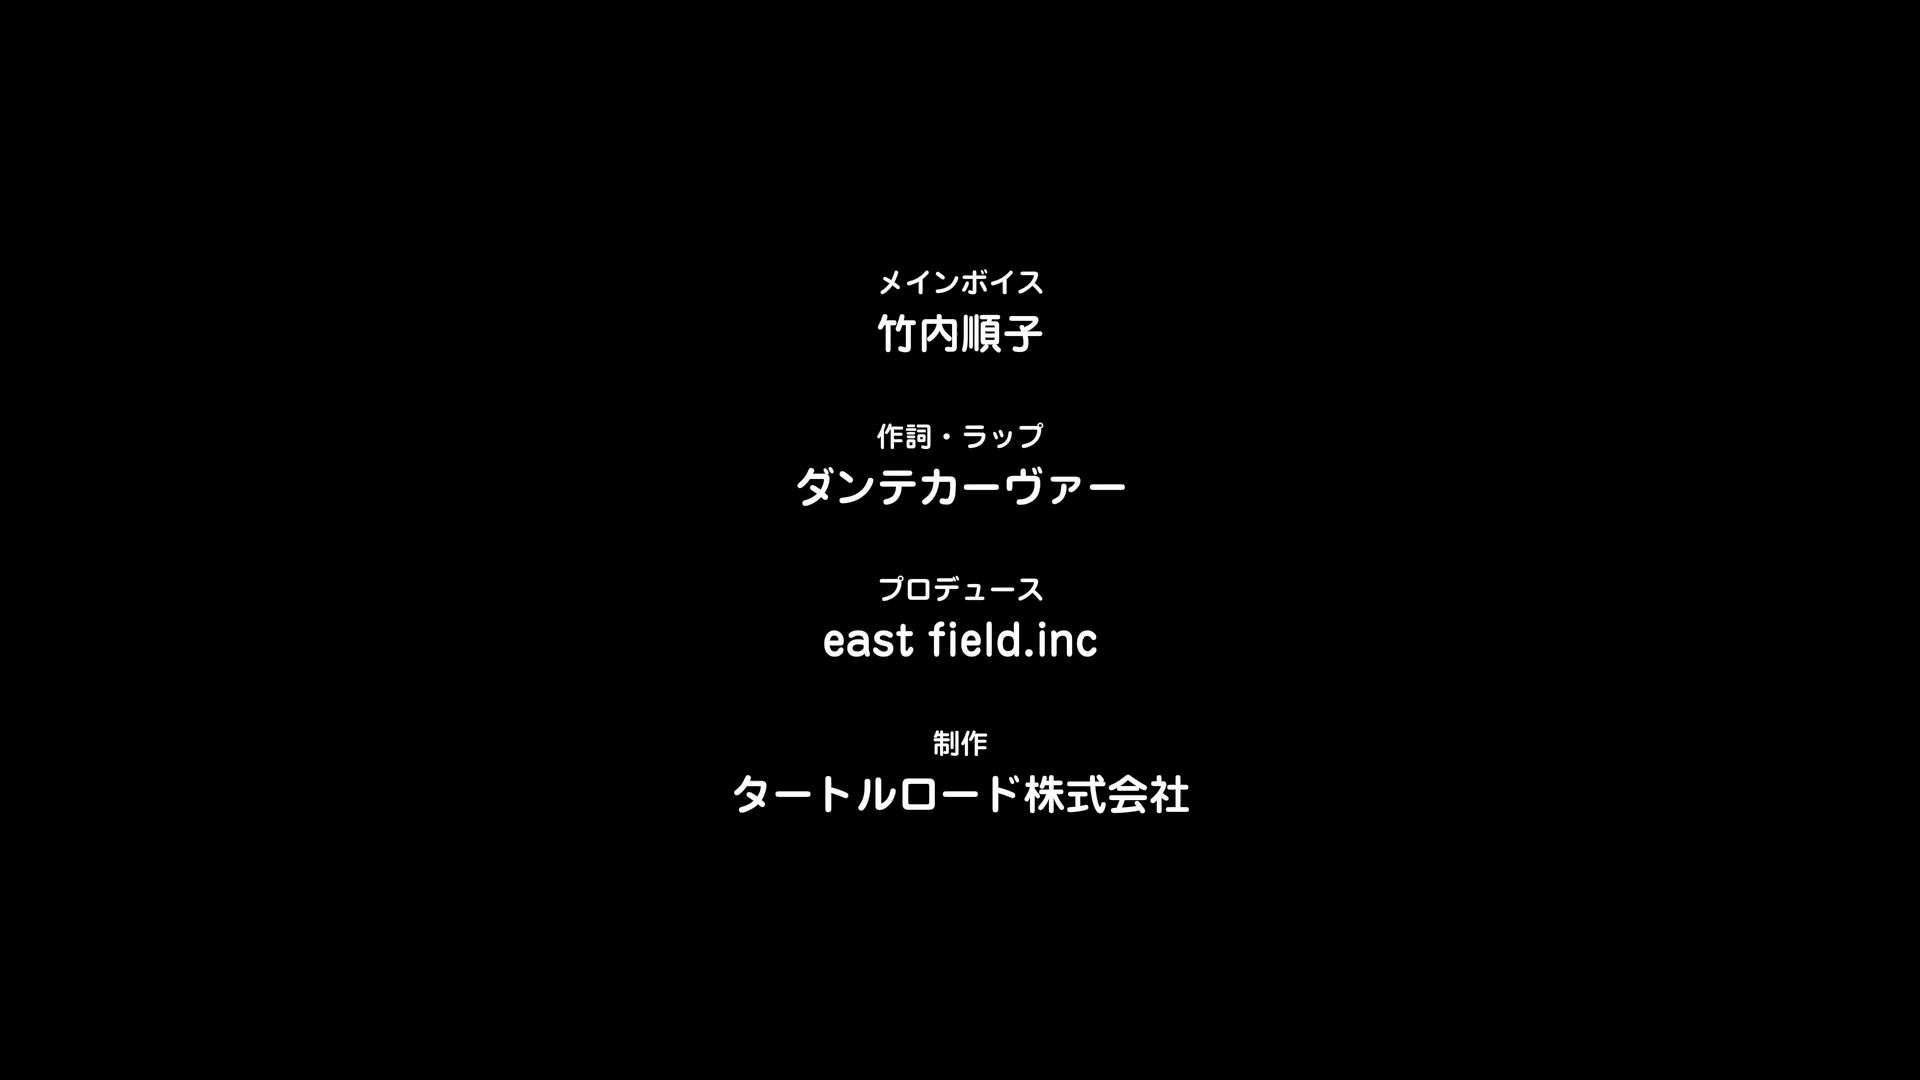 メインボイス
竹内順子
作詞・ラップ
ダンテカーヴァー
プロデュース
east field.inc
制作
タートルロード株式会社